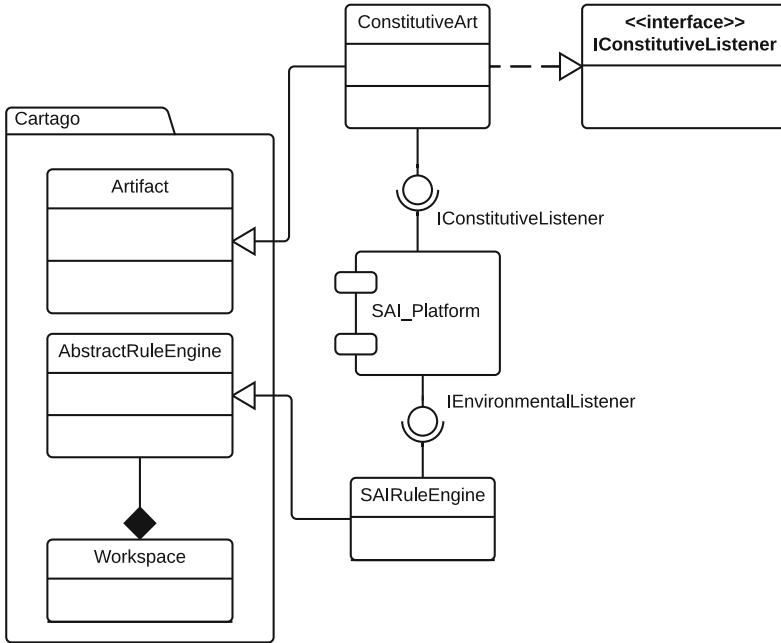 ConstitutiveArt
<<interface>>
IConstitutiveListener
Cartago
Artifact
IConstitutiveListener
SAI_Platform
AbstractRuleEngine
IEnvironmentalListener
SAIRuleEngine
Workspace